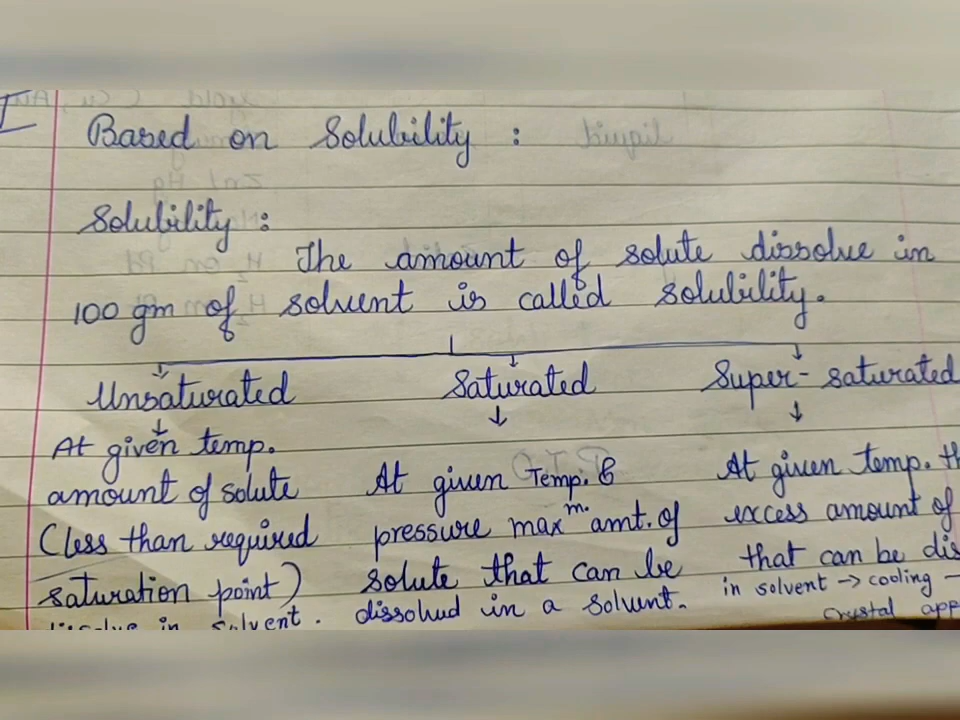 I
Based on Solubility :
Solubility :
The amount of solute dissolve in
100 gm of solvent is called solubility.
Unsaturated
Saturated
Super-saturated
At given temp.
amount of solute
(less than required
saturation point)
solvent.
At given Temp. &
pressure max^m. amt. of
solute that can be
dissolved in a solvent.
At given temp. th
excess amount of
that can be dis
in solvent → cooling →
crystal app